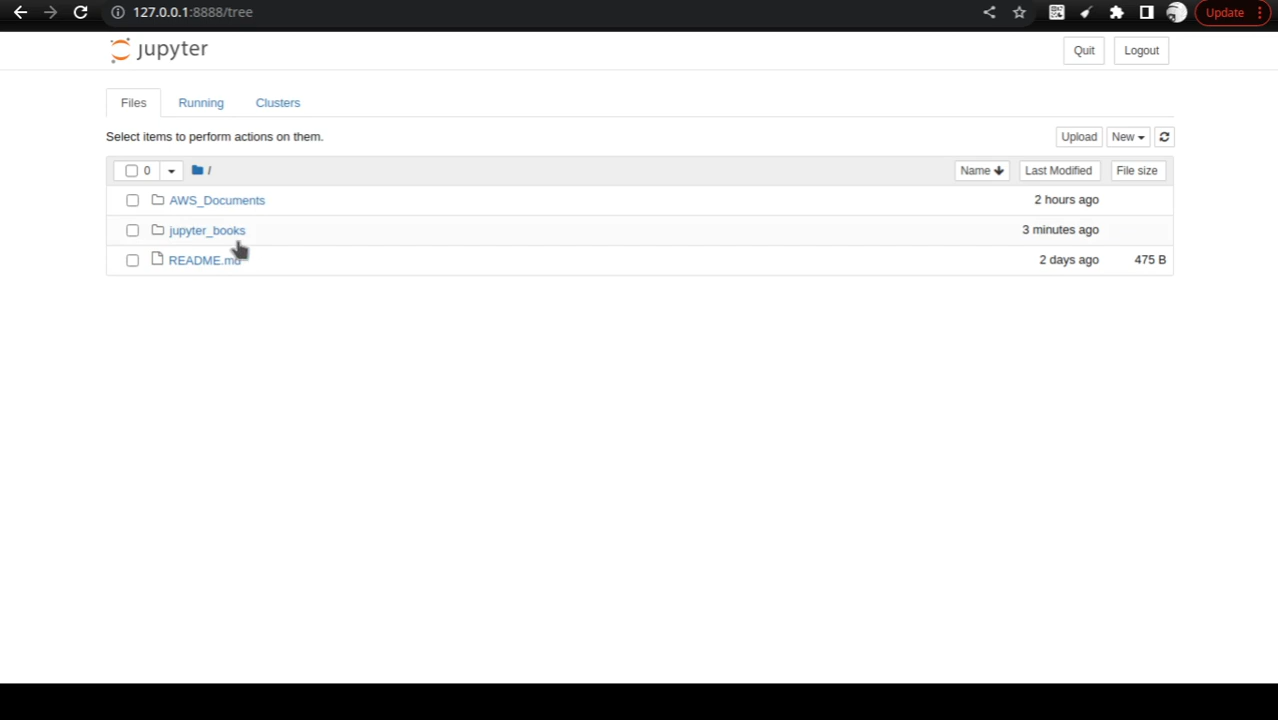 127.0.0.1:8888/tree
Update
jupyter
Quit
Logout
Files
Running
Clusters
Select items to perform actions on them.
Upload
New
0
/
Name
Last Modified
File size
AWS_Documents
2 hours ago
jupyter_books
3 minutes ago
README.md
2 days ago
475 B